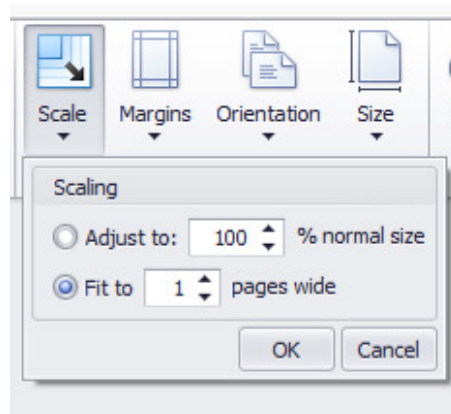 Scale Margins Orientation Size
Scaling
Adjust to: 100 % normal size
Fit to 1 pages wide
OK Cancel